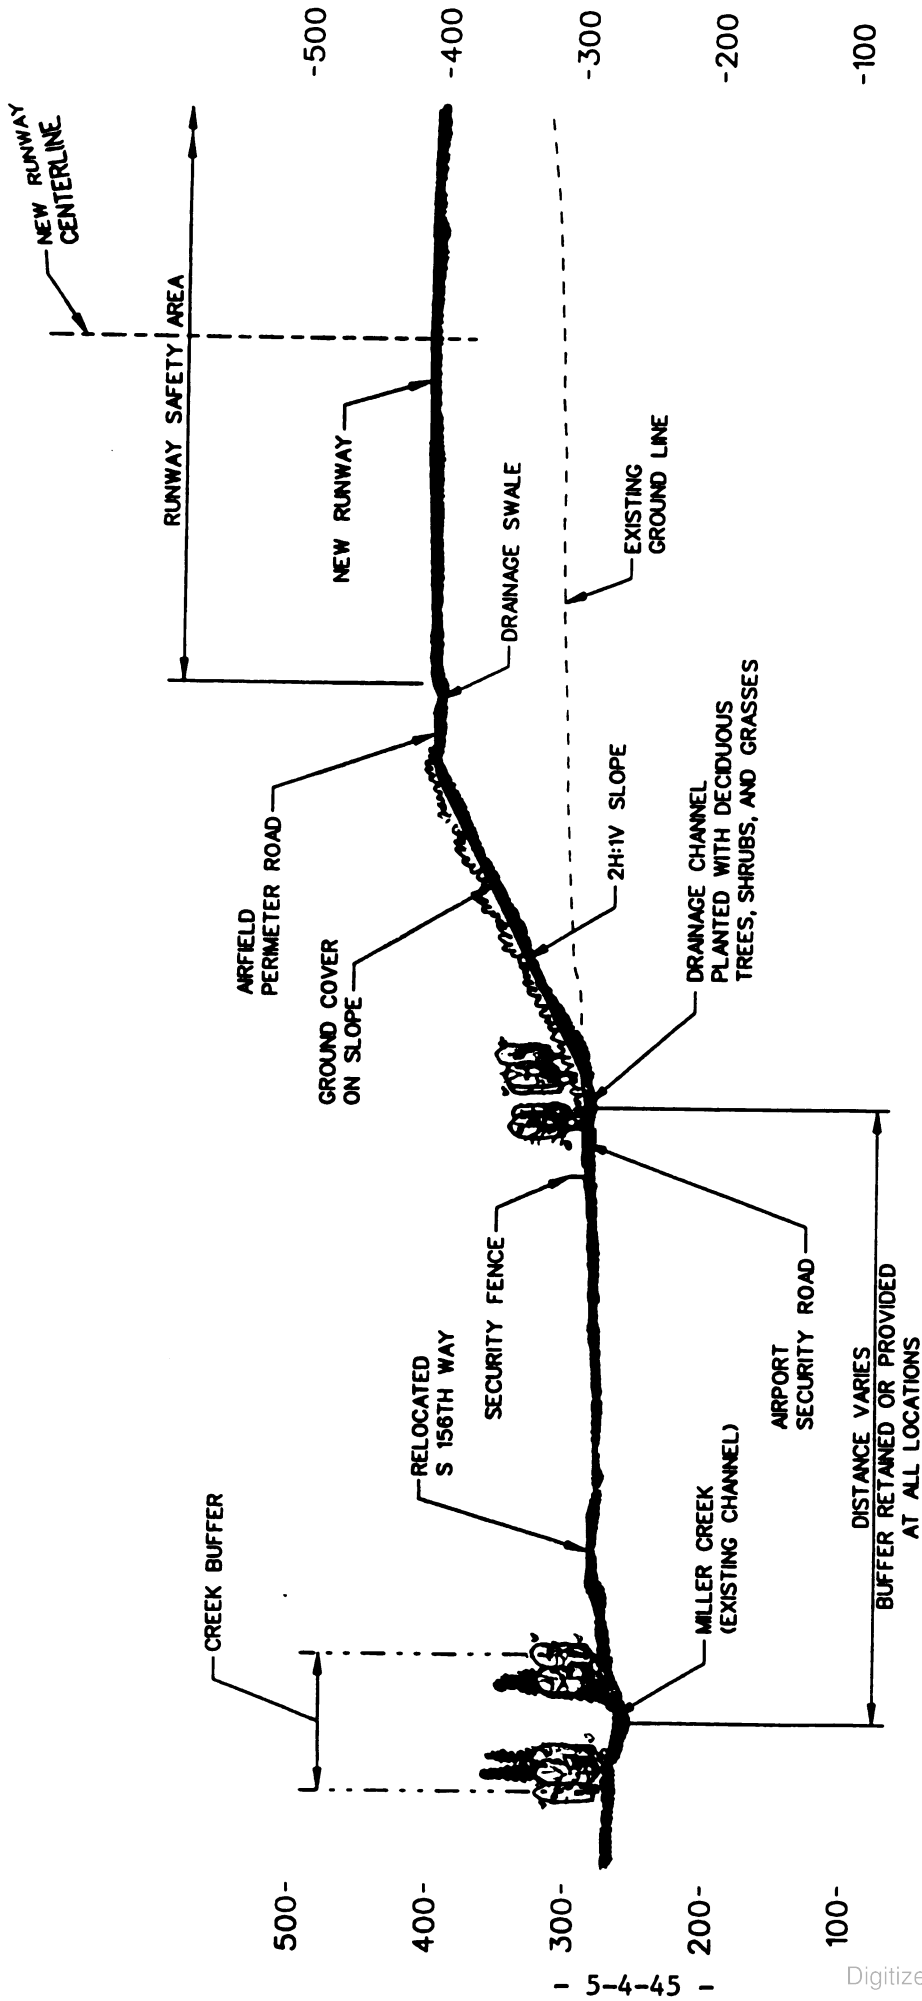 NEW RUNWAY
CENTERLINE
RUNWAY SAFETY AREA
NEW RUNWAY
DRAINAGE SWALE
EXISTING
GROUND LINE
AIRFIELD
PERIMETER ROAD
GROUND COVER
ON SLOPE
2H:1V SLOPE
DRAINAGE CHANNEL
PLANTED WITH DECIDUOUS
TREES, SHRUBS, AND GRASSES
SECURITY FENCE
RELOCATED
S 156TH WAY
AIRPORT
SECURITY ROAD
CREEK BUFFER
MILLER CREEK
(EXISTING CHANNEL)
DISTANCE VARIES
BUFFER RETAINED OR PROVIDED
AT ALL LOCATIONS
500-
400-
300-
200-
100-
-500
-400
-300
-200
-100
- 5-4-45 -
Digitize